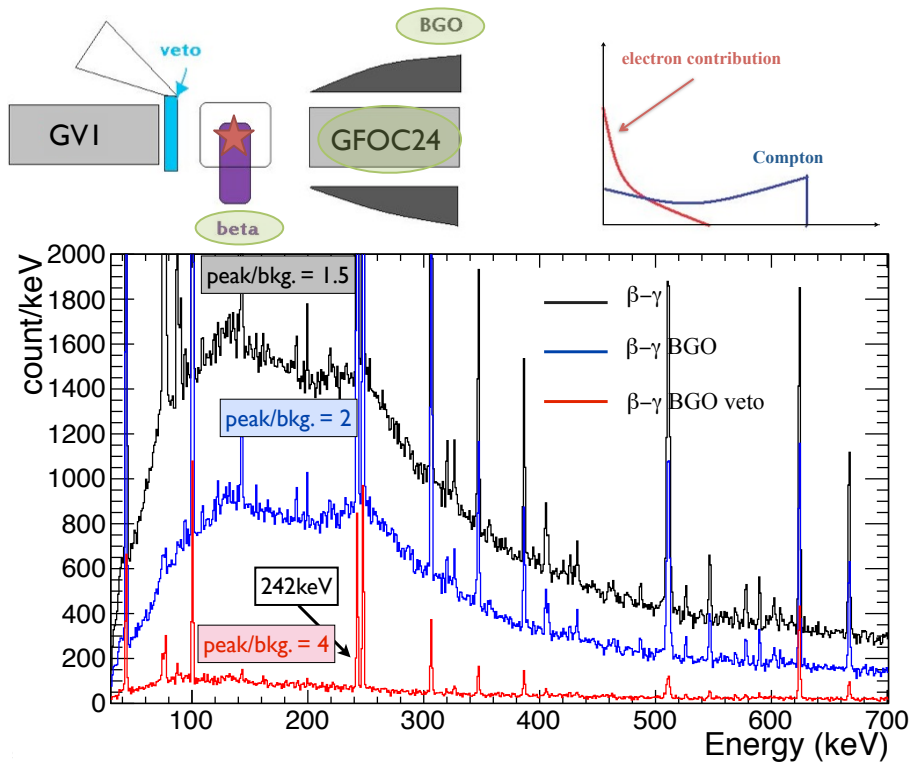 BGO
veto
electron contribution
GV1
GFOC24
Compton
beta
2000
1800
1600
1400
1200
1000
800
600
400
200
0
count/keV
peak/bkg. = 1.5
β−γ
β−γ BGO
β−γ BGO veto
peak/bkg. = 2
242keV
peak/bkg. = 4
100 200 300 400 500 600 700
Energy (keV)